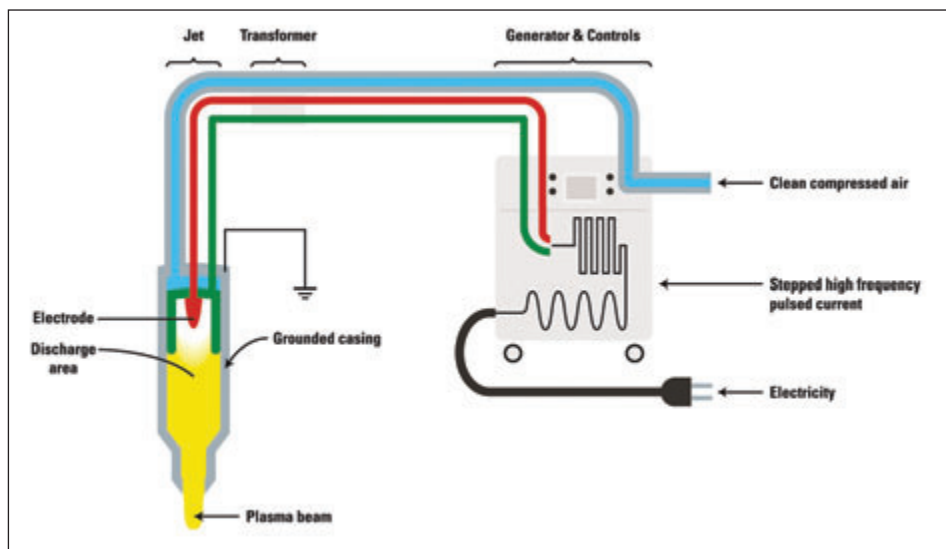 Jet
Transformer
Generator & Controls
Clean compressed air
Stepped high frequency
pulsed current
Electrode
Grounded casing
Discharge
area
Electricity
Plasma beam